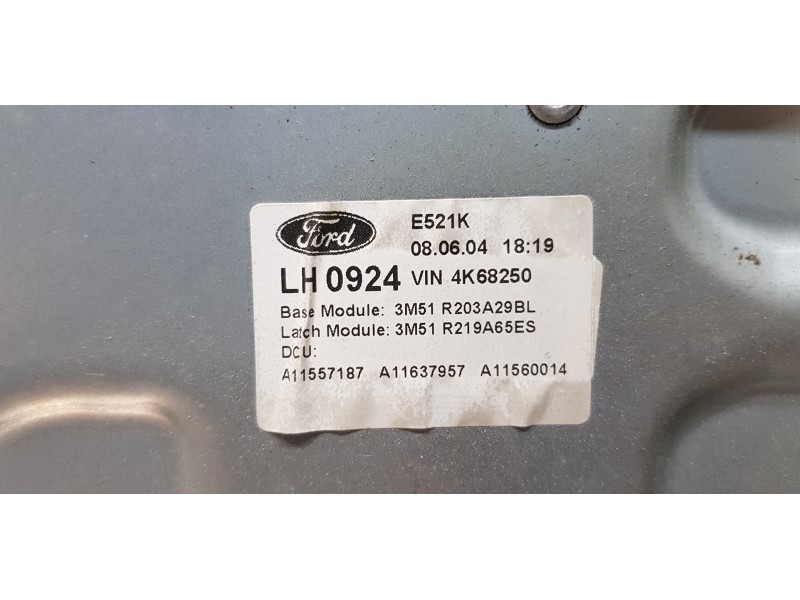 Ford
E521K
08.06.04 18:19
LH 0924 VIN 4K68250
Base Module: 3M51 R203A29BL
Latch Module: 3M51 R219A65ES
DCU:
A11557187 A11637957 A11560014